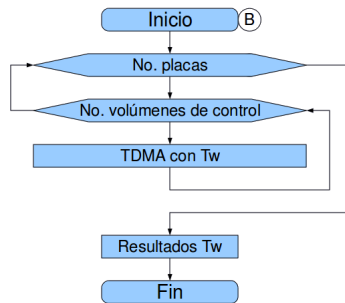 Inicio
B
No. placas
No. volúmenes de control
TDMA con Tw
Resultados Tw
Fin